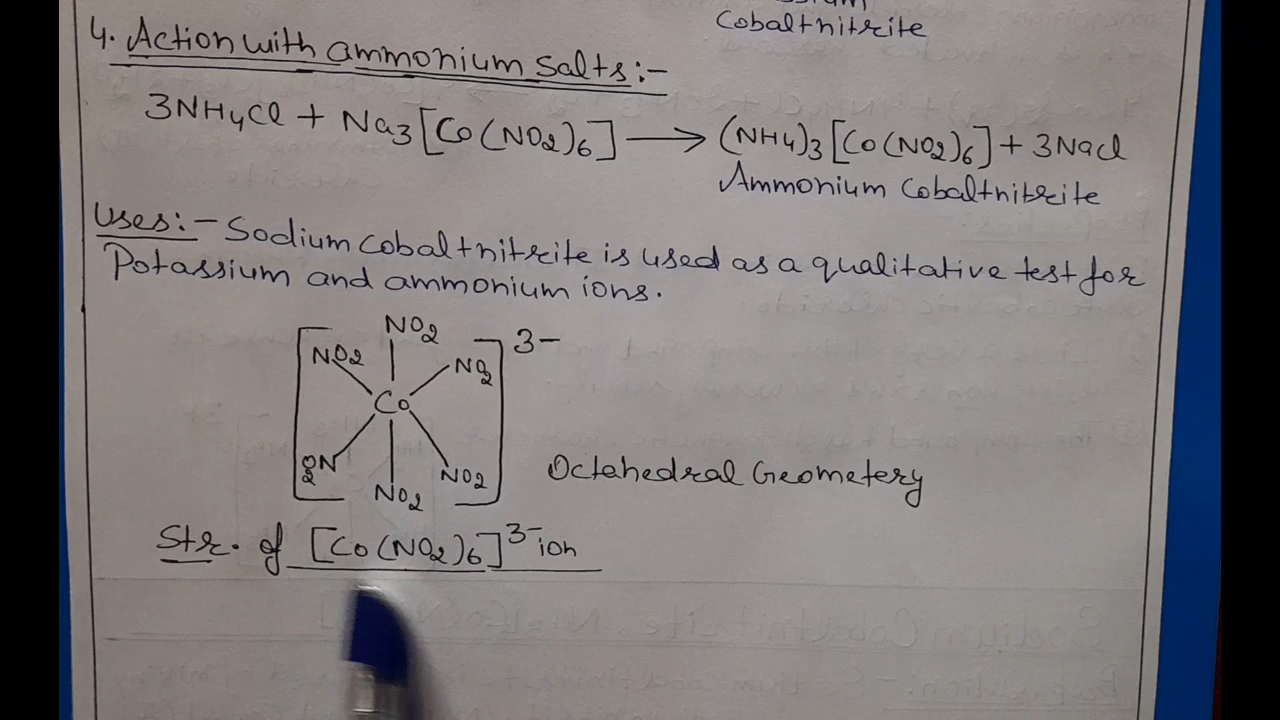 Cobaltnitrite
4. Action with ammonium Salts:-
3NH4Cl + Na3[Co(NO2)6] ⟶ (NH4)3[Co(NO2)6] + 3NaCl
Ammonium Cobaltnitrite
Uses:- Sodium Cobaltnitrite is used as a qualitative test for
Potassium and ammonium ions.
NO2
3-
NO2
NO2
Co
O2N
NO2
NO2
Octahedral Geometery
Str. of [Co(NO2)6]3- ion